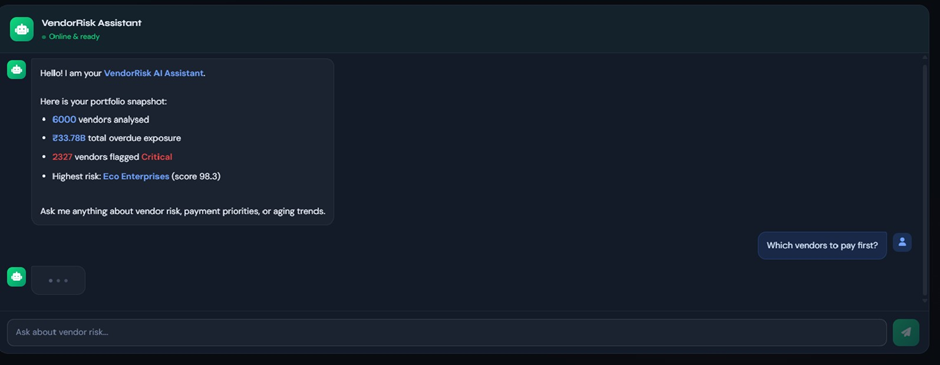 VendorRisk Assistant
Online & ready
Hello! I am your VendorRisk AI Assistant.
Here is your portfolio snapshot:
• 6000 vendors analysed
• ₹33.78B total overdue exposure
• 2327 vendors flagged Critical
• Highest risk: Eco Enterprises (score 98.3)
Ask me anything about vendor risk, payment priorities, or aging trends.
Which vendors to pay first?
Ask about vendor risk...